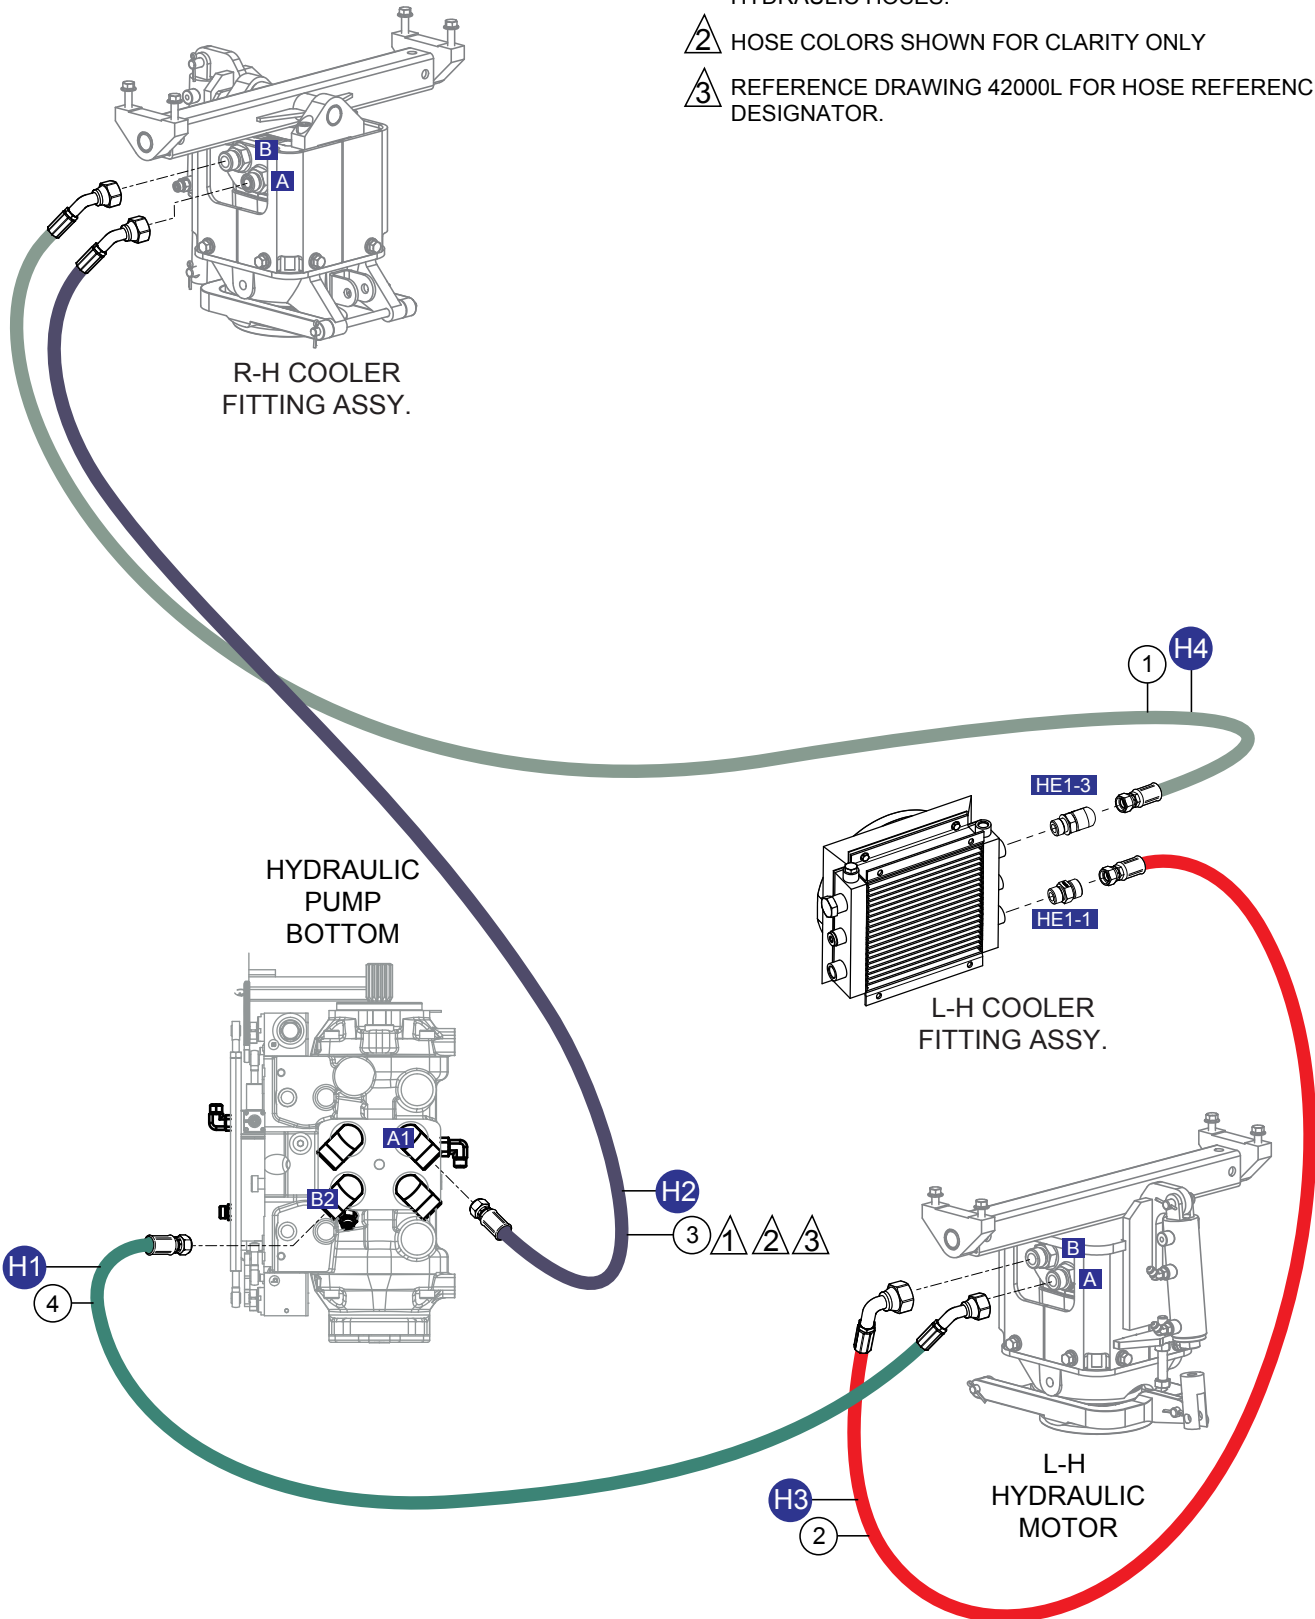 HYDRAULIC HOSES.
2 HOSE COLORS SHOWN FOR CLARITY ONLY
3 REFERENCE DRAWING 42000L FOR HOSE REFERENC
DESIGNATOR.
B
A
R-H COOLER
FITTING ASSY.
1
H4
HE1-3
HE1-1
L-H COOLER
FITTING ASSY.
HYDRAULIC
PUMP
BOTTOM
A1
B2
H2
3 1 2 3
H1
4
B
A
H3
2
L-H
HYDRAULIC
MOTOR